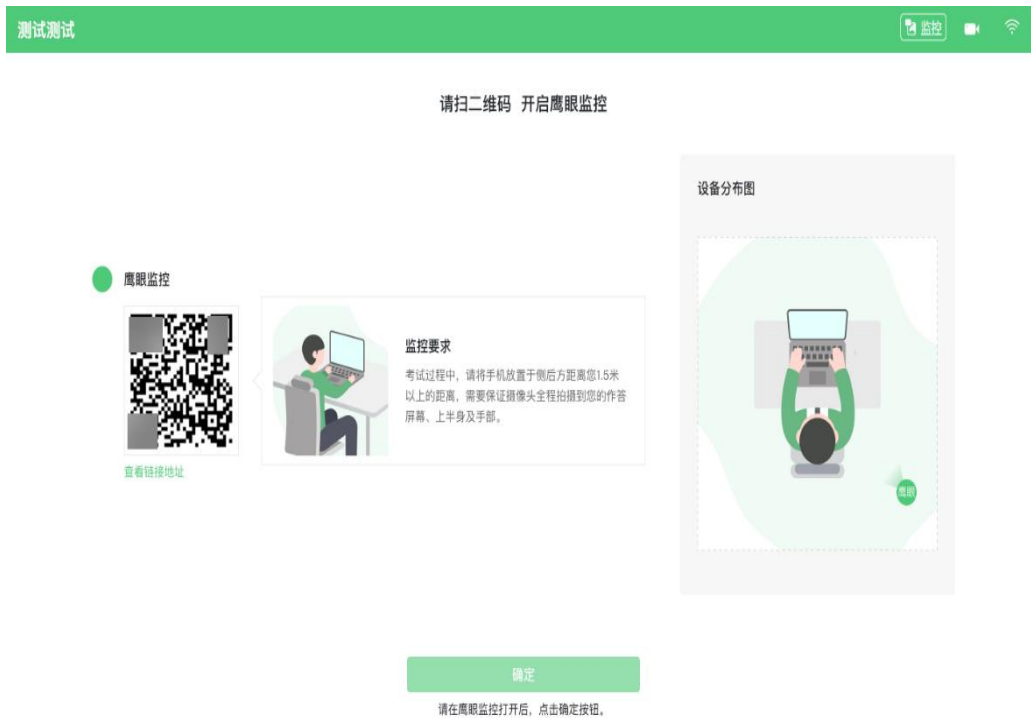 测试测试
监控
请扫二维码 开启鹰眼监控
设备分布图
鹰眼监控
监控要求
考试过程中，请将手机放置于侧后方距离您1.5米
以上的距离，需要保证摄像头全程拍摄到您的作答
屏幕、上半身及手部。
查看链接地址
鹰眼
确定
请在鹰眼监控打开后，点击确定按钮。